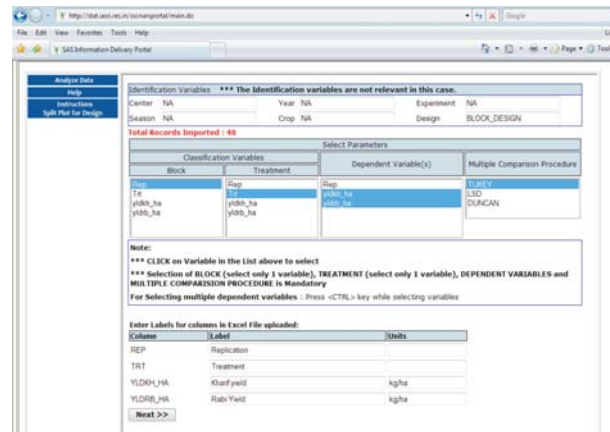 http://stat.iasri.res.in/sscnarsportal/main.do
Google
File Edit View Favorites Tools Help
SAS Information Delivery Portal
Page
Analyze Data
Help
Instructions
Split Plot for Design
Identification Variables *** The Identification variables are not relevant in this case.
Center NA Year NA Experiment NA
Season NA Crop NA Design BLOCK_DESIGN
Total Records Imported : 48
Select Parameters
Classification Variables Dependent Variable(s) Multiple Comparison Procedure
Block Treatment
Rep Rep Rep TUKEY
Trt Trt yldkh_ha LSD
yldkh_ha yldkh_ha yldrb_ha DUNCAN
yldrb_ha yldrb_ha
Note:
*** CLICK on Variable in the List above to select
*** Selection of BLOCK (select only 1 variable), TREATMENT (select only 1 variable), DEPENDENT VARIABLES and
MULTIPLE COMPARISION PROCEDURE is Mandatory
For Selecting multiple dependent variables : Press <CTRL> key while selecting variables
Enter Labels for columns in Excel File uploaded:
Column Label Units
REP Replication
TRT Treatment
YLDKH_HA Kharif yield kg/ha
YLDRB_HA Rabi Yield kg/ha
Next >>